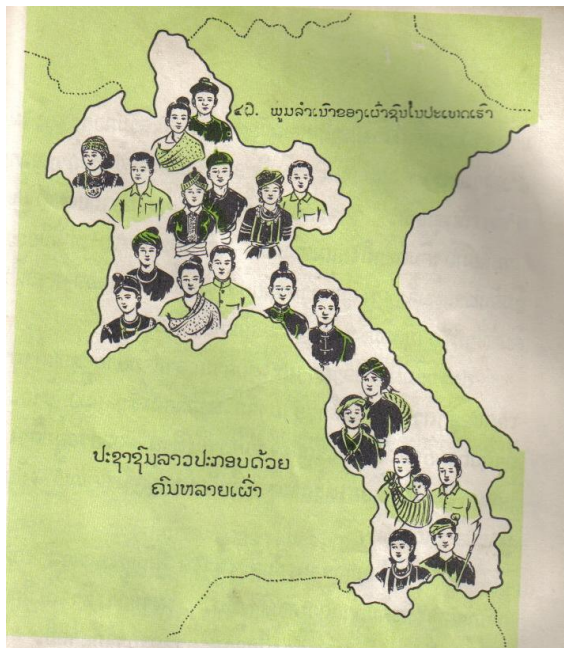 ໔ປ. ພູມລຳເນົາຂອງເຜົ່າຊົນໃນປະເທດເຮົາ
ປະຊາຊົນລາວປະກອບດ້ວຍ
ຄົນຫລາຍເຜົ່າ